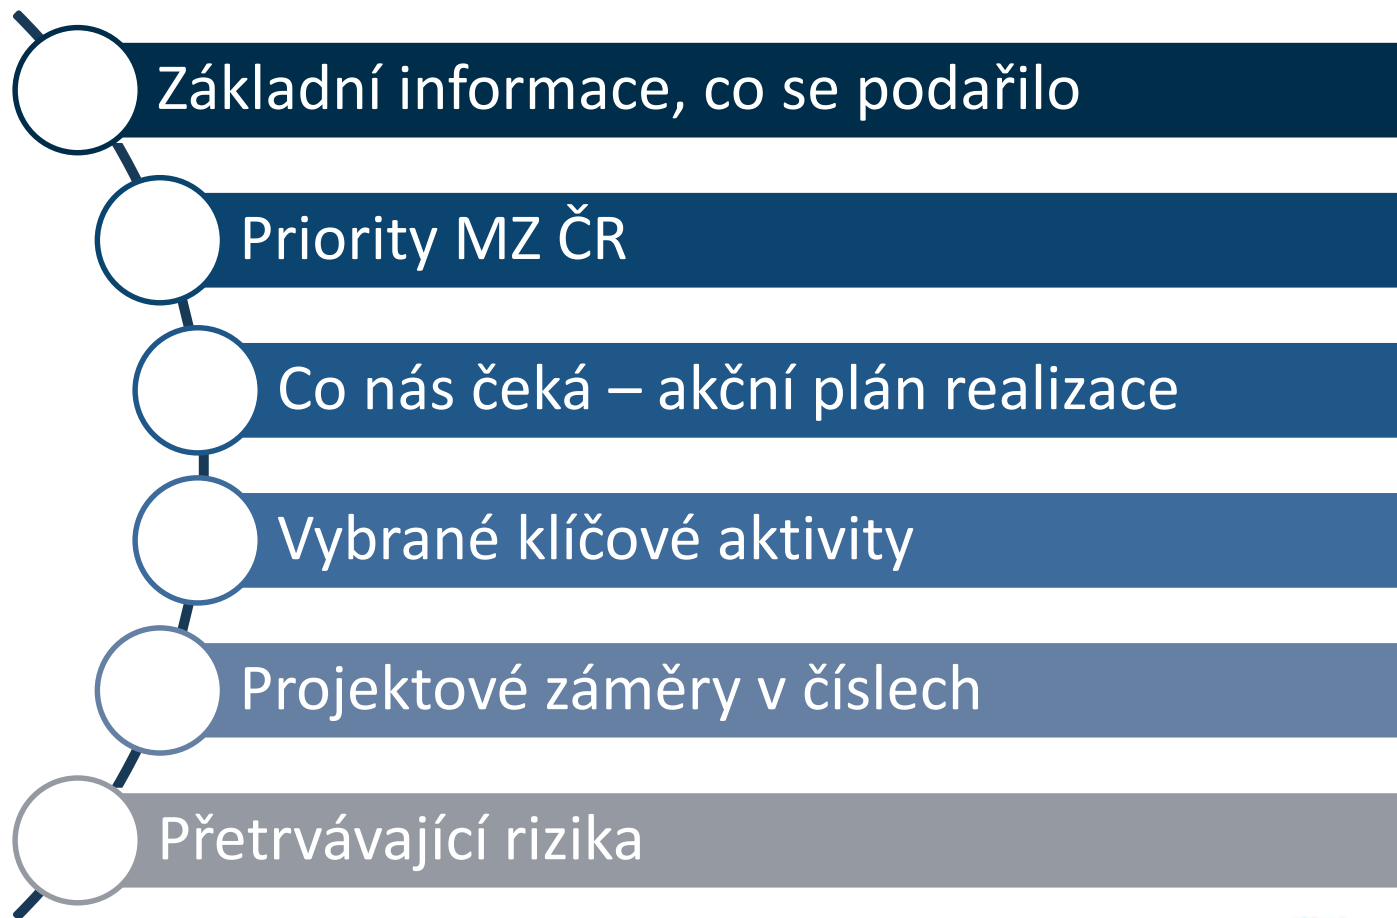 Základní informace, co se podařilo
Priority MZ ČR
Co nás čeká – akční plán realizace
Vybrané klíčové aktivity
Projektové záměry v číslech
Přetrvávající rizika